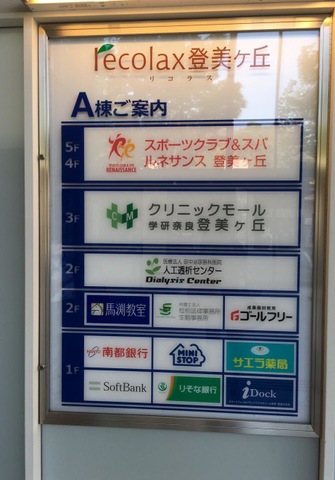 recolax登美ヶ丘
リコラス
A棟ご案内
5F
4F
RENAISSANCE
スポーツクラブ&スパ
ルネサンス 登美ヶ丘
3F
CM
クリニックモール
学研奈良 登美ヶ丘
2F
人工透析センター
Dialysis Center
2F
馬渕教室
ゴールフリー
1F
南都銀行
MINI
STOP
サエラ薬局
SoftBank
りそな銀行
iDock